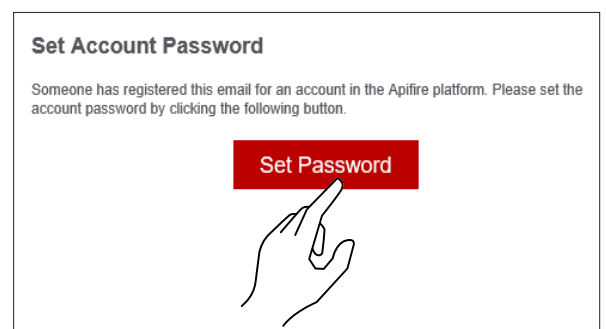 Set Account Password
Someone has registered this email for an account in the Apifire platform. Please set the
account password by clicking the following button.
Set Password